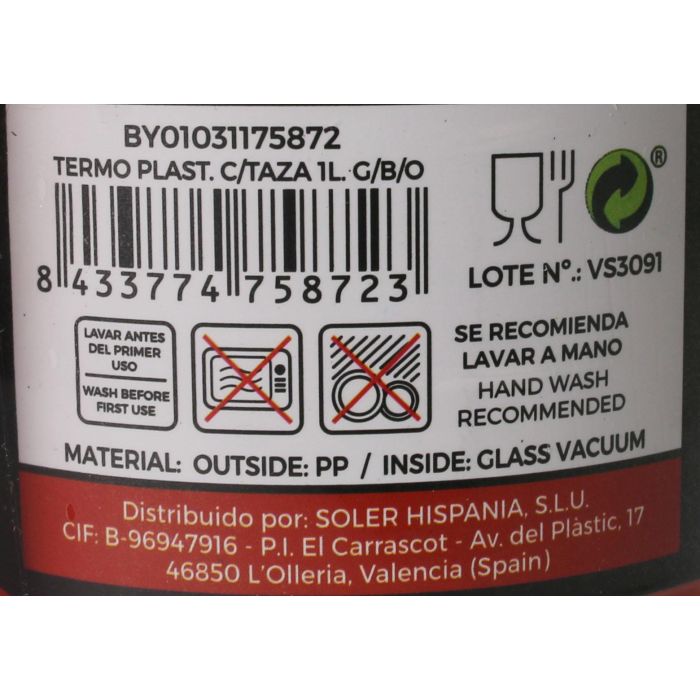 BY01031175872
TERMO PLAST. C/TAZA 1L. G/B/O
8 433774 758723
®
LOTE Nº.: VS3091
LAVAR ANTES
DEL PRIMER
USO
WASH BEFORE
FIRST USE
SE RECOMIENDA
LAVAR A MANO
HAND WASH
RECOMMENDED
MATERIAL: OUTSIDE: PP / INSIDE: GLASS VACUUM
Distribuido por: SOLER HISPANIA, S.L.U.
CIF: B-96947916 - P.I. El Carrascot - Av. del Plàstic, 17
46850 L'Olleria, Valencia (Spain)